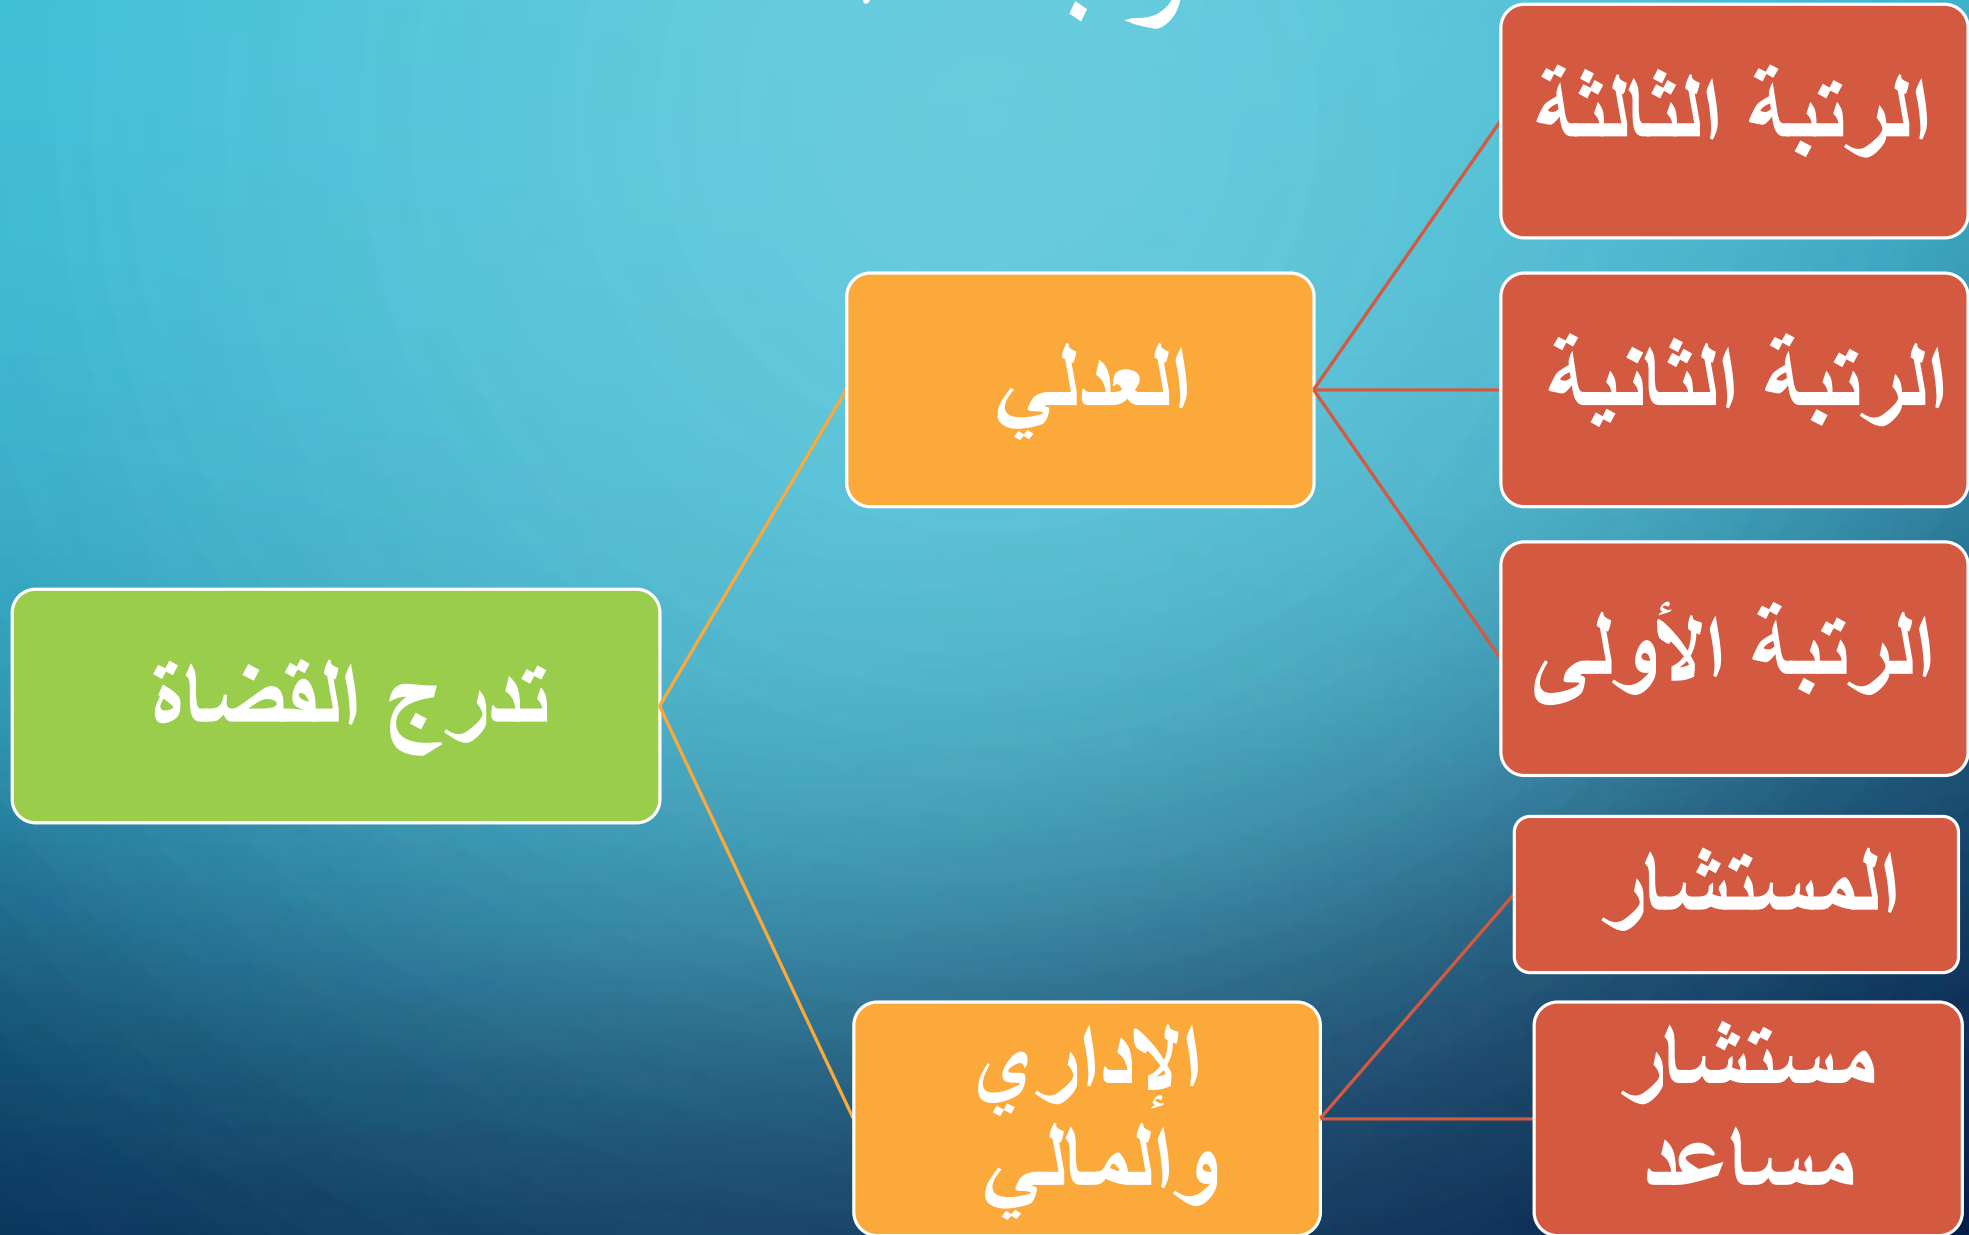 تدرج القضاة
العدلي
الرتبة الثالثة
الرتبة الثانية
الرتبة الأولى
الإداري
والمالي
المستشار
مستشار
مساعد